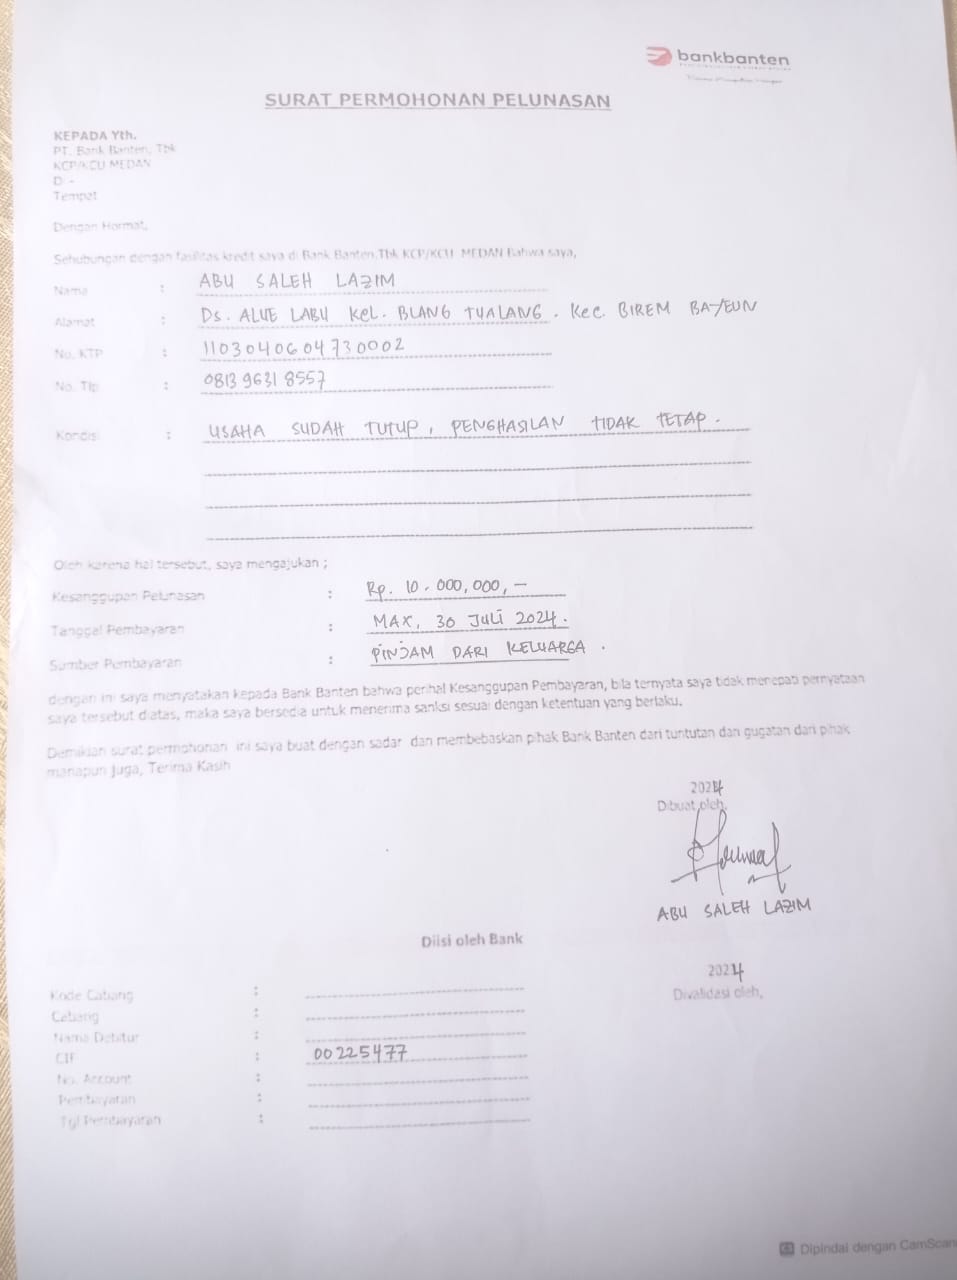 bankbanten
SURAT PERMOHONAN PELUNASAN
KEPADA Yth.
PT. Bank Banten, Tbk
KCP/KCU MEDAN
Di -
Tempat
Dengan Hormat,
Sehubungan dengan fasilitas kredit saya di Bank Banten.Tbk KCP/KCU MEDAN Bahwa saya,
Nama : ABU SALEH LAZIM
Alamat : Ds. ALUE LABU Kel. BLANG TUALANG. Kec. BIREM BAYEUN
No. KTP : 1103040604730002
No. Tlp : 0813 9631 8557
Kondisi : USAHA SUDAH TUTUP, PENGHASILAN TIDAK TETAP.
Oleh karena hal tersebut, saya mengajukan ;
Kesanggupan Pelunasan : Rp. 10.000,000,-
Tanggal Pembayaran : MAX, 30 JULI 2024.
Sumber Pembayaran : PINJAM DARI KELUARGA.
dengan ini saya menyatakan kepada Bank Banten bahwa perihal Kesanggupan Pembayaran, bila ternyata saya tidak menepati pernyataan
saya tersebut diatas, maka saya bersedia untuk menerima sanksi sesuai dengan ketentuan yang berlaku.
Demikian surat permohonan ini saya buat dengan sadar dan membebaskan pihak Bank Banten dari tuntutan dan gugatan dari pihak
manapun juga, Terima Kasih
2024
Dibuat oleh,
ABU SALEH LAZIM
Diisi oleh Bank
2024
Divalidasi oleh,
Kode Cabang :
Cabang :
Nama Debitur :
CIF : 00225477
No. Account :
Pembayaran :
Tgl Pembayaran :
Dipindai dengan CamScan